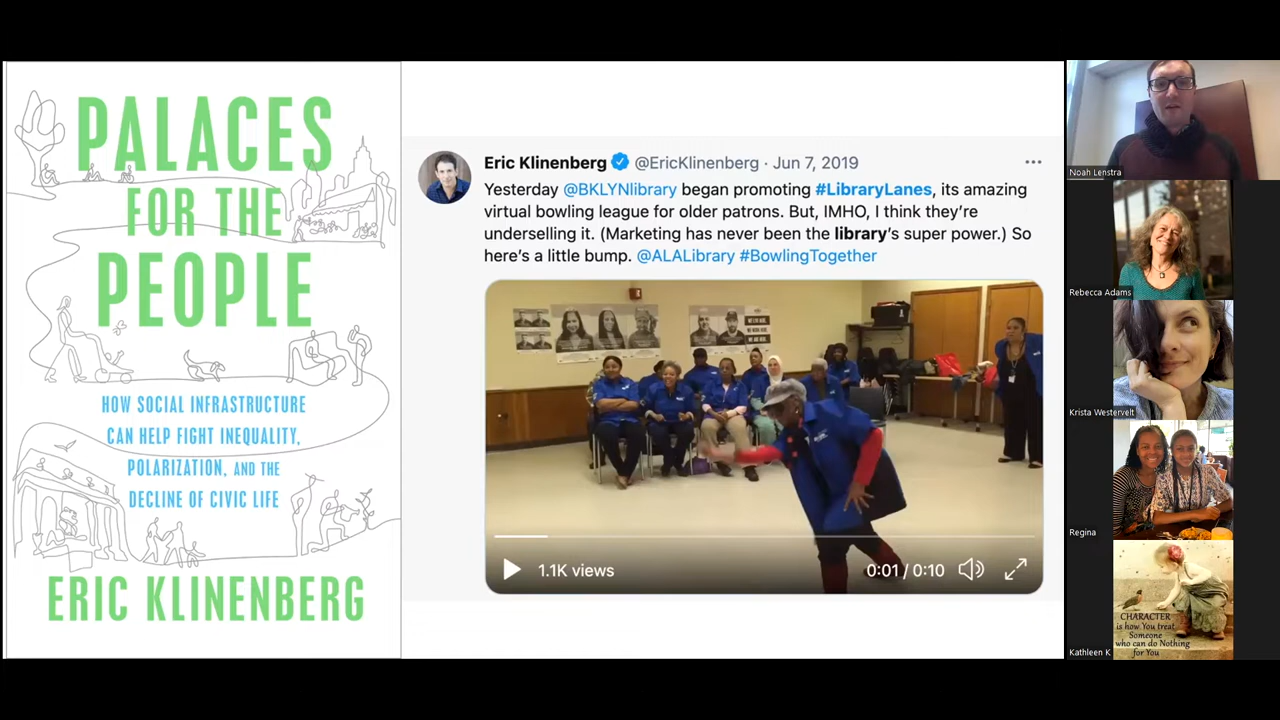 PALACES
FOR THE
PEOPLE
HOW SOCIAL INFRASTRUCTURE
CAN HELP FIGHT INEQUALITY,
POLARIZATION, AND THE
DECLINE OF CIVIC LIFE
ERIC KLINENBERG
Eric Klinenberg @EricKlinenberg · Jun 7, 2019
Yesterday @BKLYNlibrary began promoting #LibraryLanes, its amazing
virtual bowling league for older patrons. But, IMHO, I think they're
underselling it. (Marketing has never been the library's super power.) So
here's a little bump. @ALALibrary #BowlingTogether
1.1K views
0:01 / 0:10
Noah Lenstra
Rebecca Adams
Krista Westervelt
Regina
CHARACTER
is how You treat
Someone
who can do Nothing
for You
Kathleen K